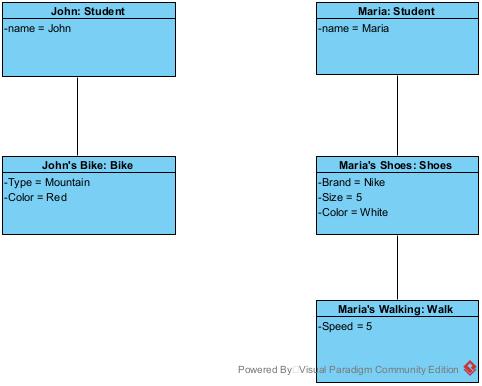 John: Student
-name = John
Maria: Student
-name = Maria
John's Bike: Bike
-Type = Mountain
-Color = Red
Maria's Shoes: Shoes
-Brand = Nike
-Size = 5
-Color = White
Maria's Walking: Walk
-Speed = 5
Powered By Visual Paradigm Community Edition